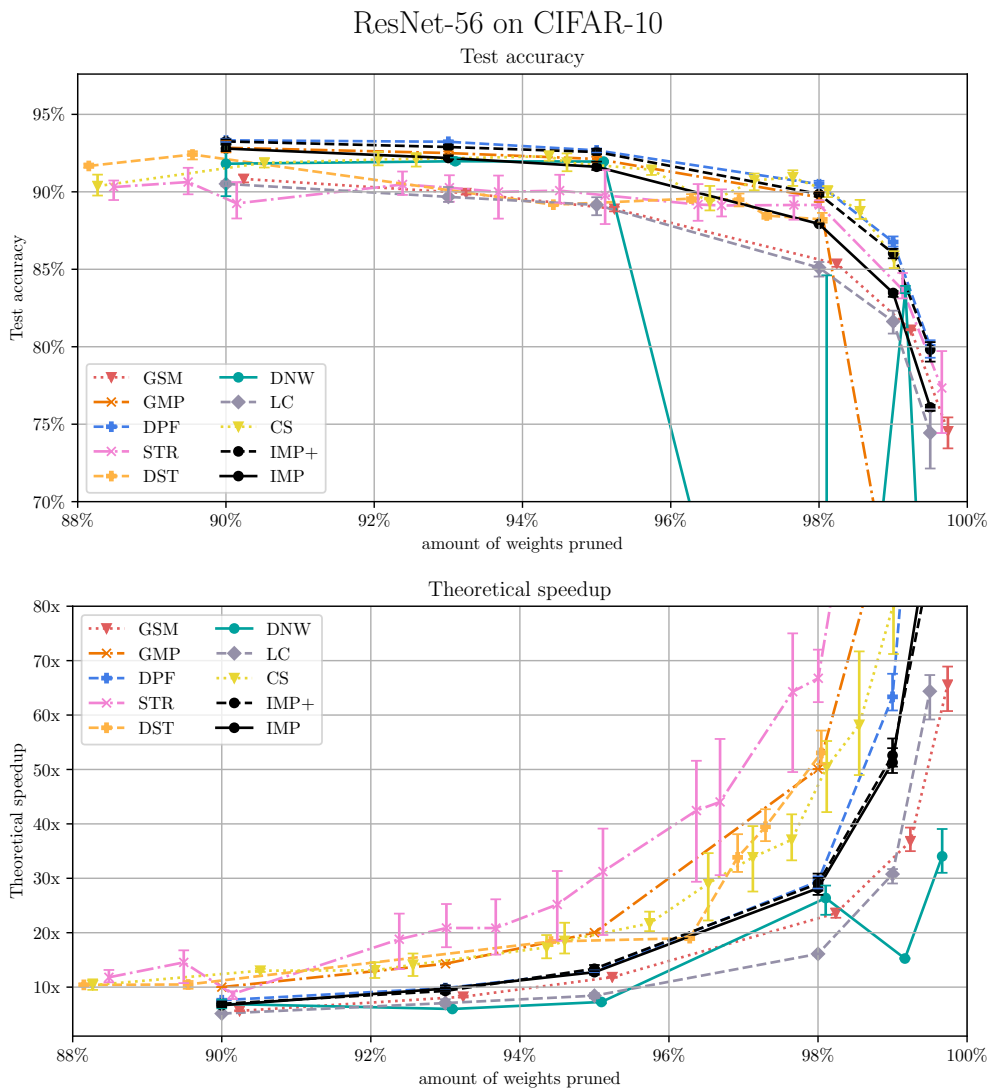 ResNet-56 on CIFAR-10
Test accuracy
Test accuracy
95%
90%
85%
80%
75%
70%
GSM
GMP
DPF
STR
DST
DNW
LC
CS
IMP+
IMP
88%
90%
92%
94%
96%
98%
100%
amount of weights pruned
Theoretical speedup
Theoretical speedup
80x
70x
60x
50x
40x
30x
20x
10x
GSM
GMP
DPF
STR
DST
DNW
LC
CS
IMP+
IMP
88%
90%
92%
94%
96%
98%
100%
amount of weights pruned